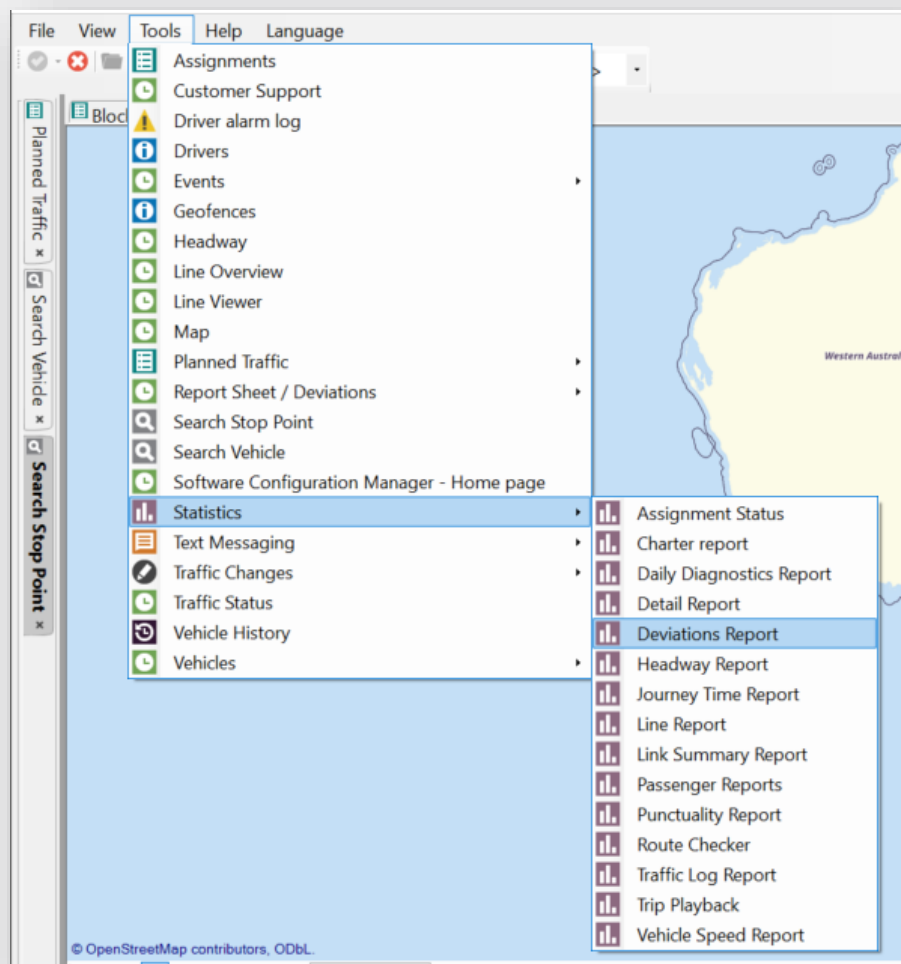 File View Tools Help Language
Assignments
Customer Support
Driver alarm log
Drivers
Events
Geofences
Headway
Line Overview
Line Viewer
Map
Planned Traffic
Report Sheet / Deviations
Search Stop Point
Search Vehicle
Software Configuration Manager - Home page
Statistics
Text Messaging
Traffic Changes
Traffic Status
Vehicle History
Vehicles
Assignment Status
Charter report
Daily Diagnostics Report
Detail Report
Deviations Report
Headway Report
Journey Time Report
Line Report
Link Summary Report
Passenger Reports
Punctuality Report
Route Checker
Traffic Log Report
Trip Playback
Vehicle Speed Report
Planned Traffic
Search Vehicle
Search Stop Point
Bloc
>
Western Austral
© OpenStreetMap contributors, ODbL.